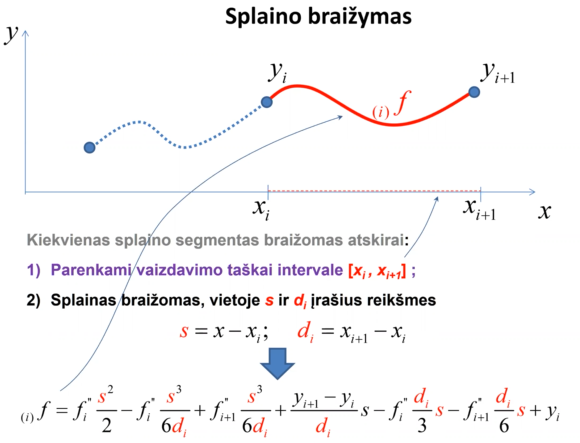 Splaino braižymas
y
y_i
y_{i+1}
(i) f
x_i
x_{i+1}
x
Kiekvienas splaino segmentas braižomas atskirai:
1) Parenkami vaizdavimo taškai intervale [x_i , x_{i+1}] ;
2) Splainas braižomas, vietoje s ir d_i įrašius reikšmes
s = x − x_i; d_i = x_{i+1} − x_i
(i) f = f_i'' s²/2 − f_i'' s³/(6d_i) + f_{i+1}'' s³/(6d_i) + (y_{i+1} − y_i)/d_i s − f_i'' d_i/3 s − f_{i+1}'' d_i/6 s + y_i